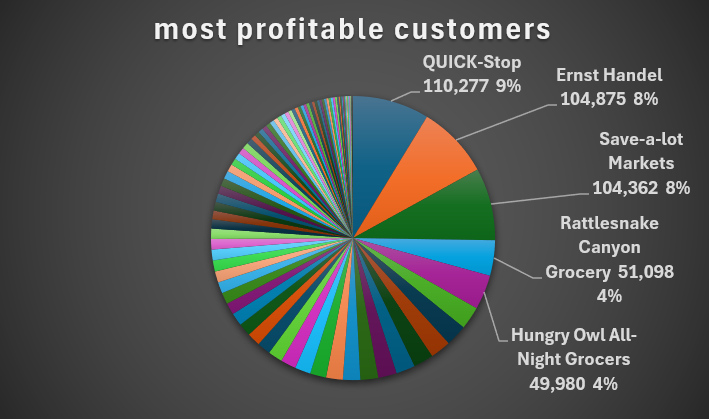 most profitable customers
QUICK-Stop
110,277 9%
Ernst Handel
104,875 8%
Save-a-lot
Markets
104,362 8%
Rattlesnake
Canyon
Grocery 51,098
4%
Hungry Owl All-
Night Grocers
49,980 4%